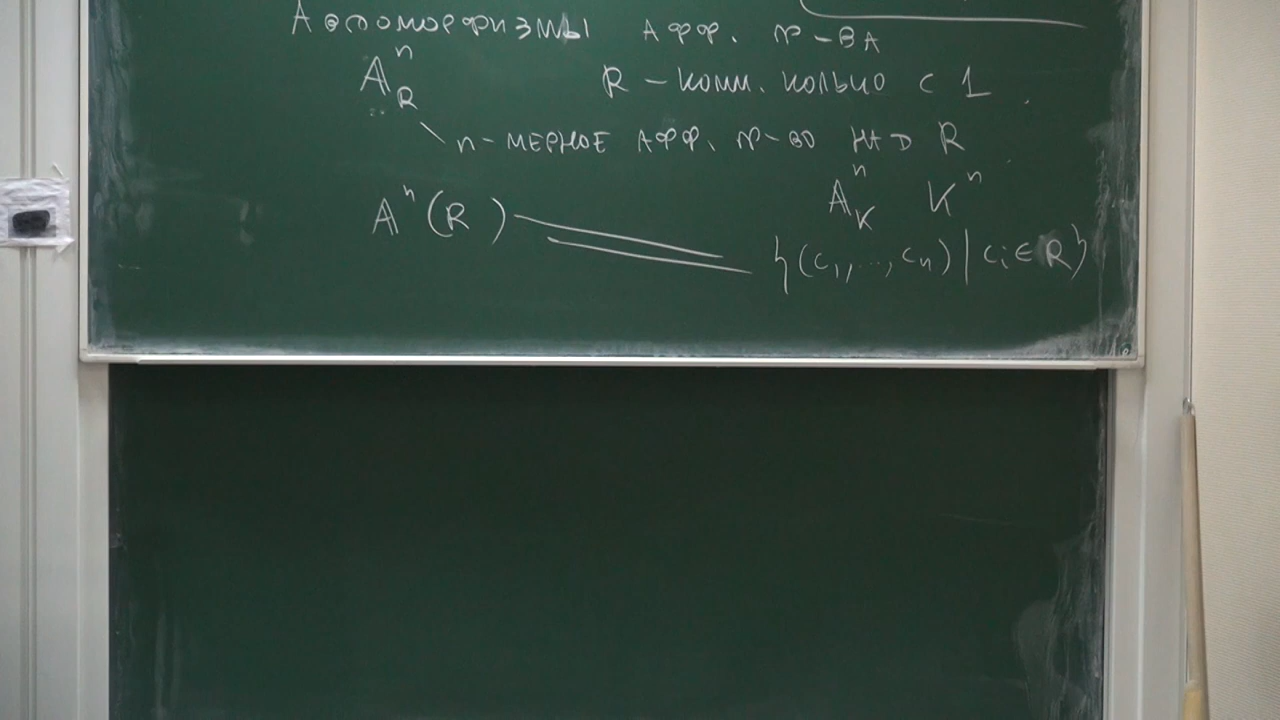 Автоморфизмы афф. пр-ва
A^n_R R – комм. кольцо с 1
n-мерное афф. пр-во над R
A^n_K K^n
A^n(R) = {(c_1, ..., c_n) | c_i ∈ R}